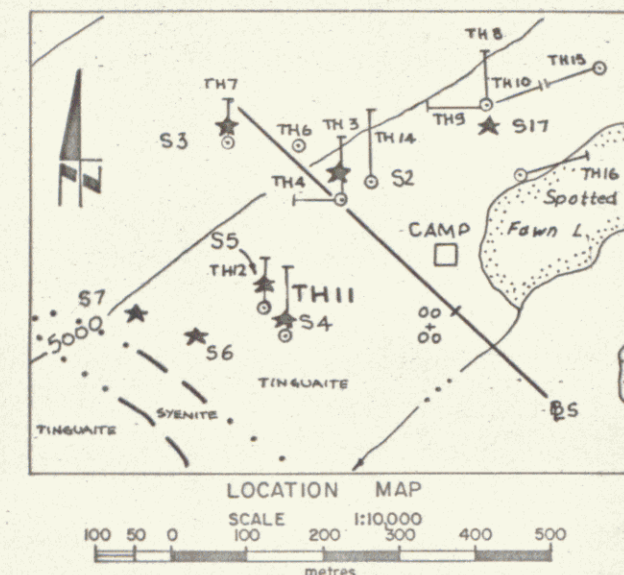 TH8
TH15
TH7
TH10
TH9
TH3
TH6
TH14
S17
S3
TH4
S2
TH16
N
Spotted
Fawn L.
CAMP
S5
TH12
TH11
S7
S4
5000
S6
00
+
00
TINGUAITE
SYENITE
TINGUAITE
LOCATION MAP
SCALE 1:10,000
100 50 0 100 200 300 400 500
metres